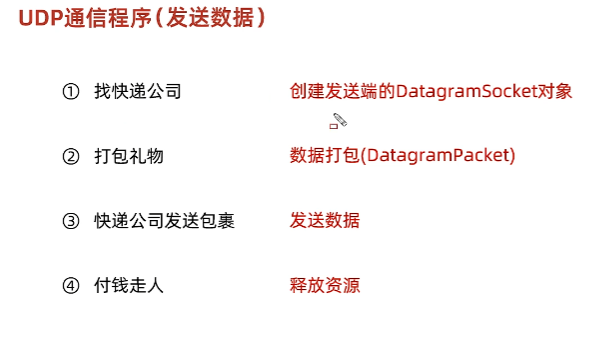 UDP通信程序(发送数据)
① 找快递公司 创建发送端的DatagramSocket对象
② 打包礼物 数据打包(DatagramPacket)
③ 快递公司发送包裹 发送数据
④ 付钱走人 释放资源